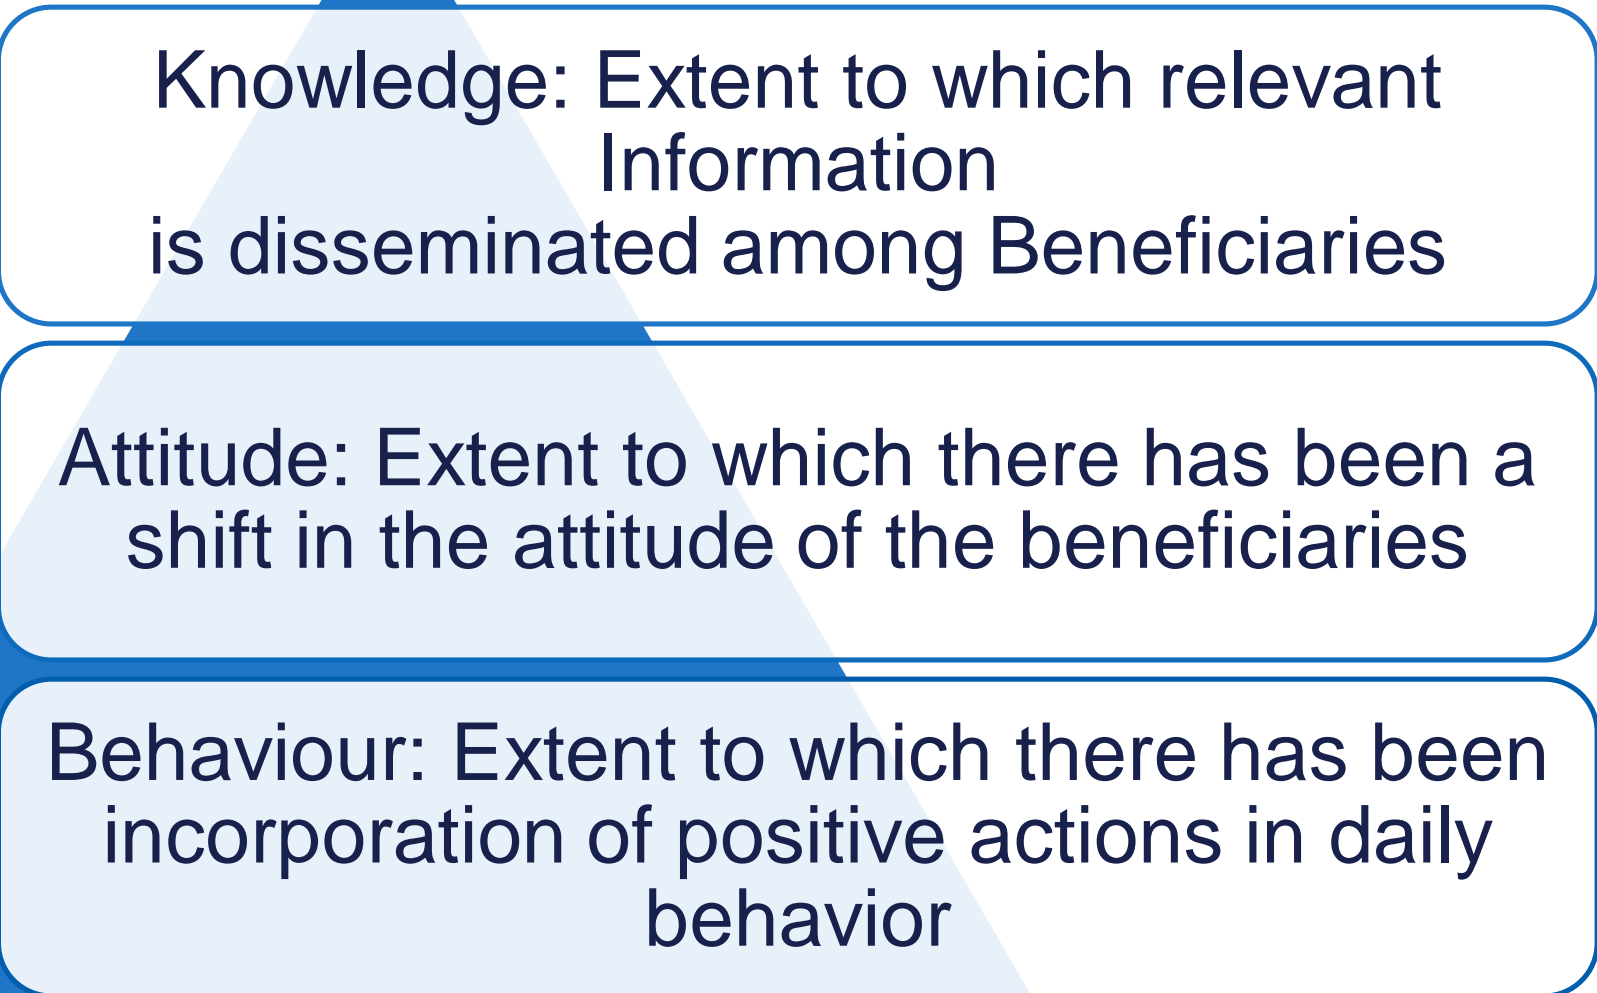 Knowledge: Extent to which relevant
Information
is disseminated among Beneficiaries
Attitude: Extent to which there has been a
shift in the attitude of the beneficiaries
Behaviour: Extent to which there has been
incorporation of positive actions in daily
behavior